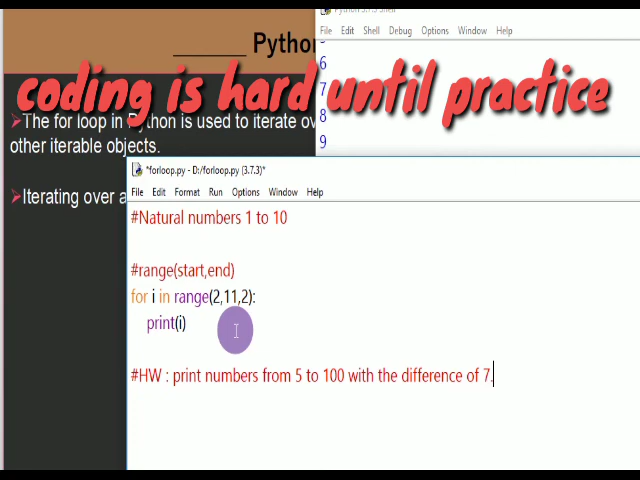 _______ Python
Python 3.7.3 Shell
File Edit Shell Debug Options Window Help
6
coding is hard until practice
7
8
➢The for loop in Python is used to iterate ov
other iterable objects.
9
➢Iterating over a
*forloop.py - D:/forloop.py (3.7.3)*
File Edit Format Run Options Window Help
#Natural numbers 1 to 10
#range(start,end)
for i in range(2,11,2):
print(i)
#HW : print numbers from 5 to 100 with the difference of 7.